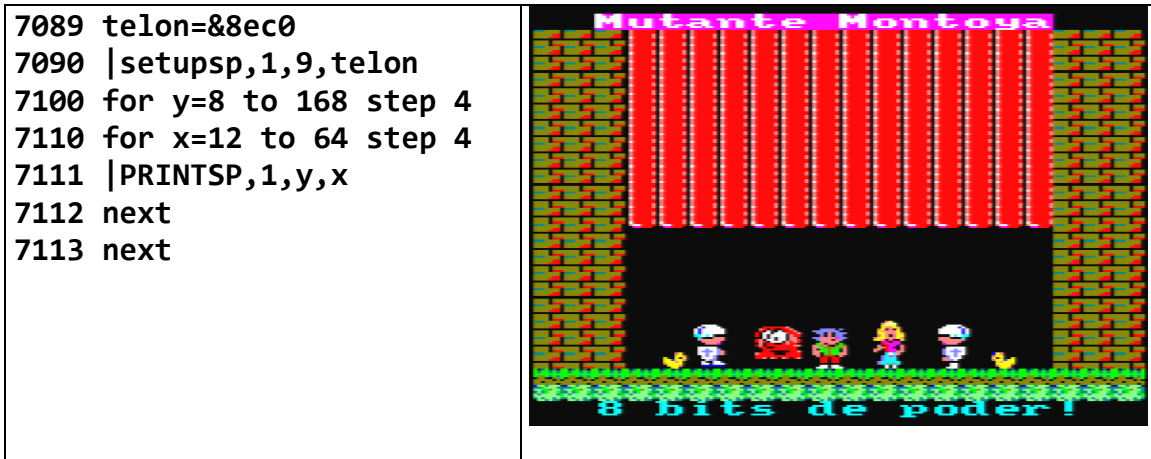 7089 telon=&8ec0
7090 |setupsp,1,9,telon
7100 for y=8 to 168 step 4
7110 for x=12 to 64 step 4
7111 |PRINTSP,1,y,x
7112 next
7113 next
Mutante Montoya
8 bits de poder!